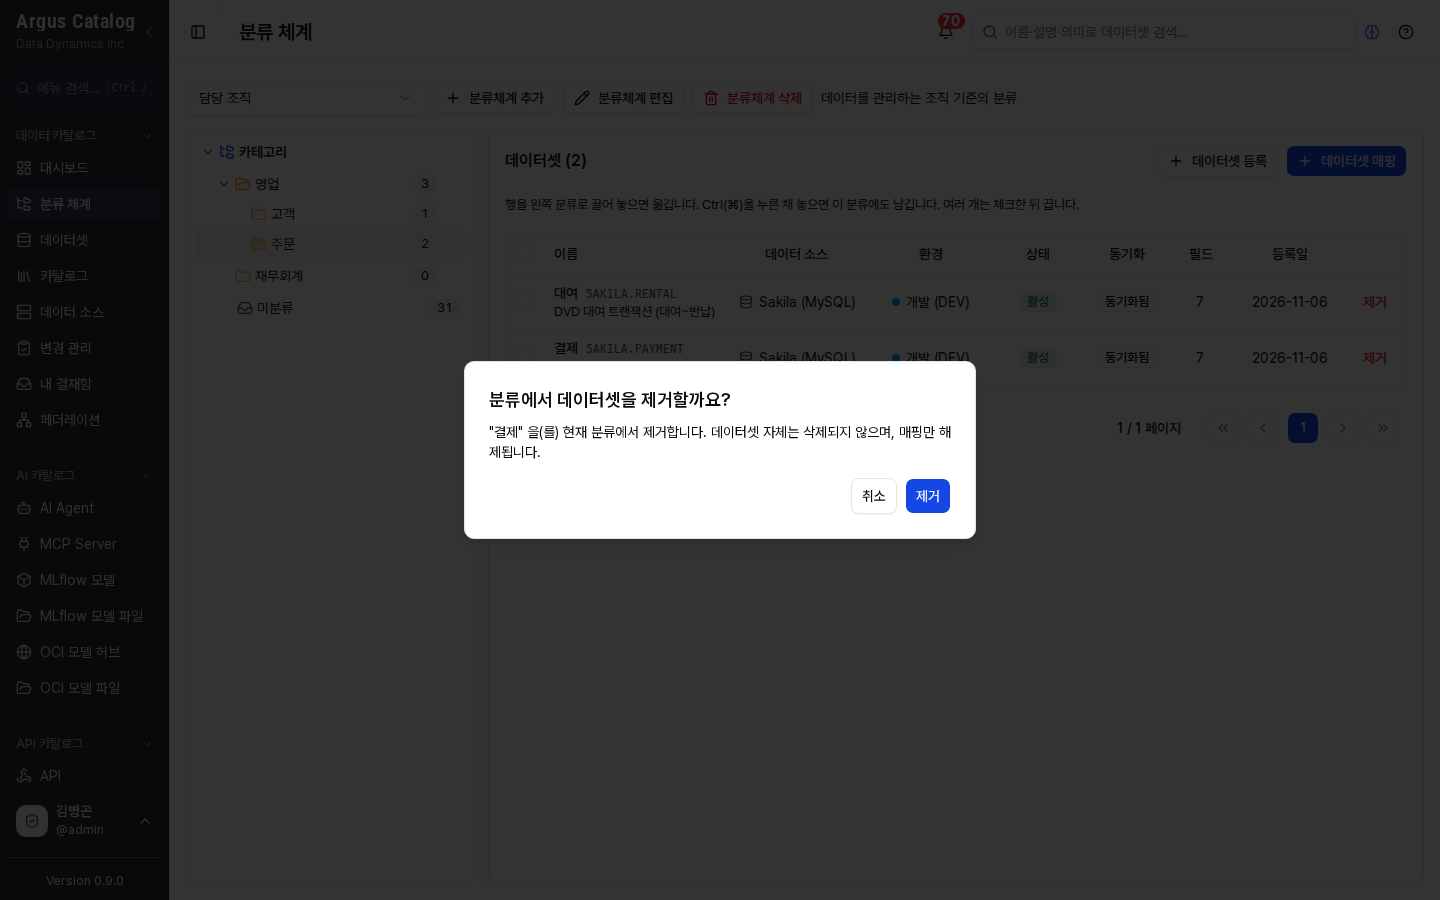 Argus Catalog
Data Dynamics Inc
메뉴 검색... Ctrl /
데이터 카탈로그
대시보드
분류 체계
데이터셋
카탈로그
데이터 소스
변경 관리
내 결재함
페더레이션
AI 카탈로그
AI Agent
MCP Server
MLflow 모델
MLflow 모델 파일
OCI 모델 허브
OCI 모델 파일
API 카탈로그
API
김병곤
@admin
Version 0.9.0
분류 체계
70
이름·설명·의미로 데이터셋 검색...
담당 조직
분류체계 추가
분류체계 편집
분류체계 삭제
데이터를 관리하는 조직 기준의 분류
카테고리
영업 3
고객 1
주문 2
재무회계 0
미분류 31
데이터셋 (2)
데이터셋 등록
데이터셋 매핑
행을 왼쪽 분류로 끌어 놓으면 옮깁니다. Ctrl(⌘)을 누른 채 놓으면 이 분류에도 남깁니다. 여러 개는 체크한 뒤 끕니다.
이름 데이터 소스 환경 상태 동기화 필드 등록일
대여 SAKILA.RENTAL Sakila (MySQL) 개발 (DEV) 활성 동기화됨 7 2026-11-06 제거
DVD 대여 트랜잭션 (대여~반납)
결제 SAKILA.PAYMENT Sakila (MySQL) 개발 (DEV) 활성 동기화됨 7 2026-11-06 제거
1 / 1 페이지
1
분류에서 데이터셋을 제거할까요?
"결제" 을(를) 현재 분류에서 제거합니다. 데이터셋 자체는 삭제되지 않으며, 매핑만 해
제됩니다.
취소
제거